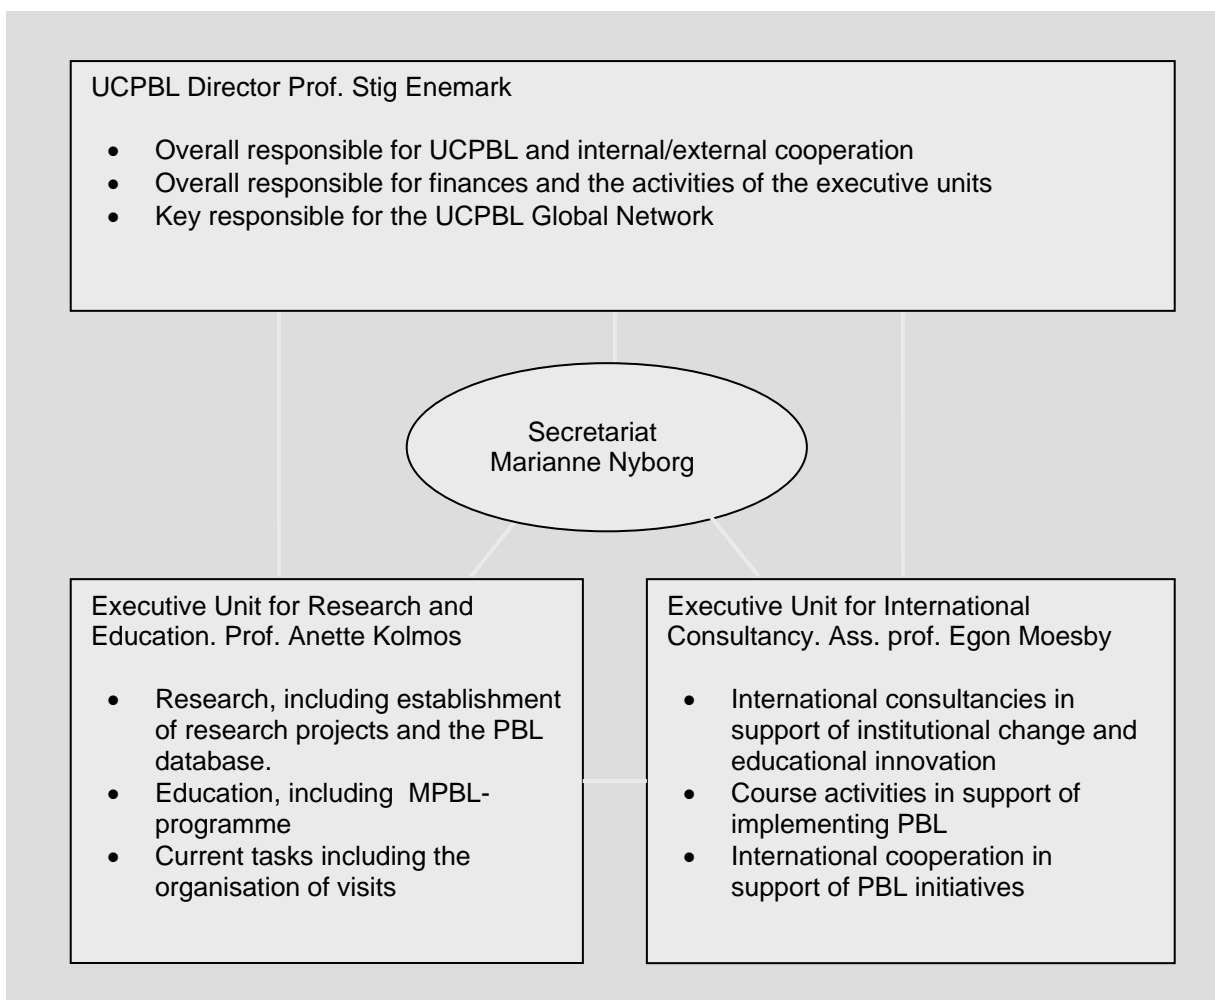 UCPBL Director Prof. Stig Enemark
• Overall responsible for UCPBL and internal/external cooperation
• Overall responsible for finances and the activities of the executive units
• Key responsible for the UCPBL Global Network
Secretariat
Marianne Nyborg
Executive Unit for Research and
Education. Prof. Anette Kolmos
• Research, including establishment
of research projects and the PBL
database.
• Education, including MPBL-
programme
• Current tasks including the
organisation of visits
Executive Unit for International
Consultancy. Ass. prof. Egon Moesby
• International consultancies in
support of institutional change and
educational innovation
• Course activities in support of
implementing PBL
• International cooperation in
support of PBL initiatives